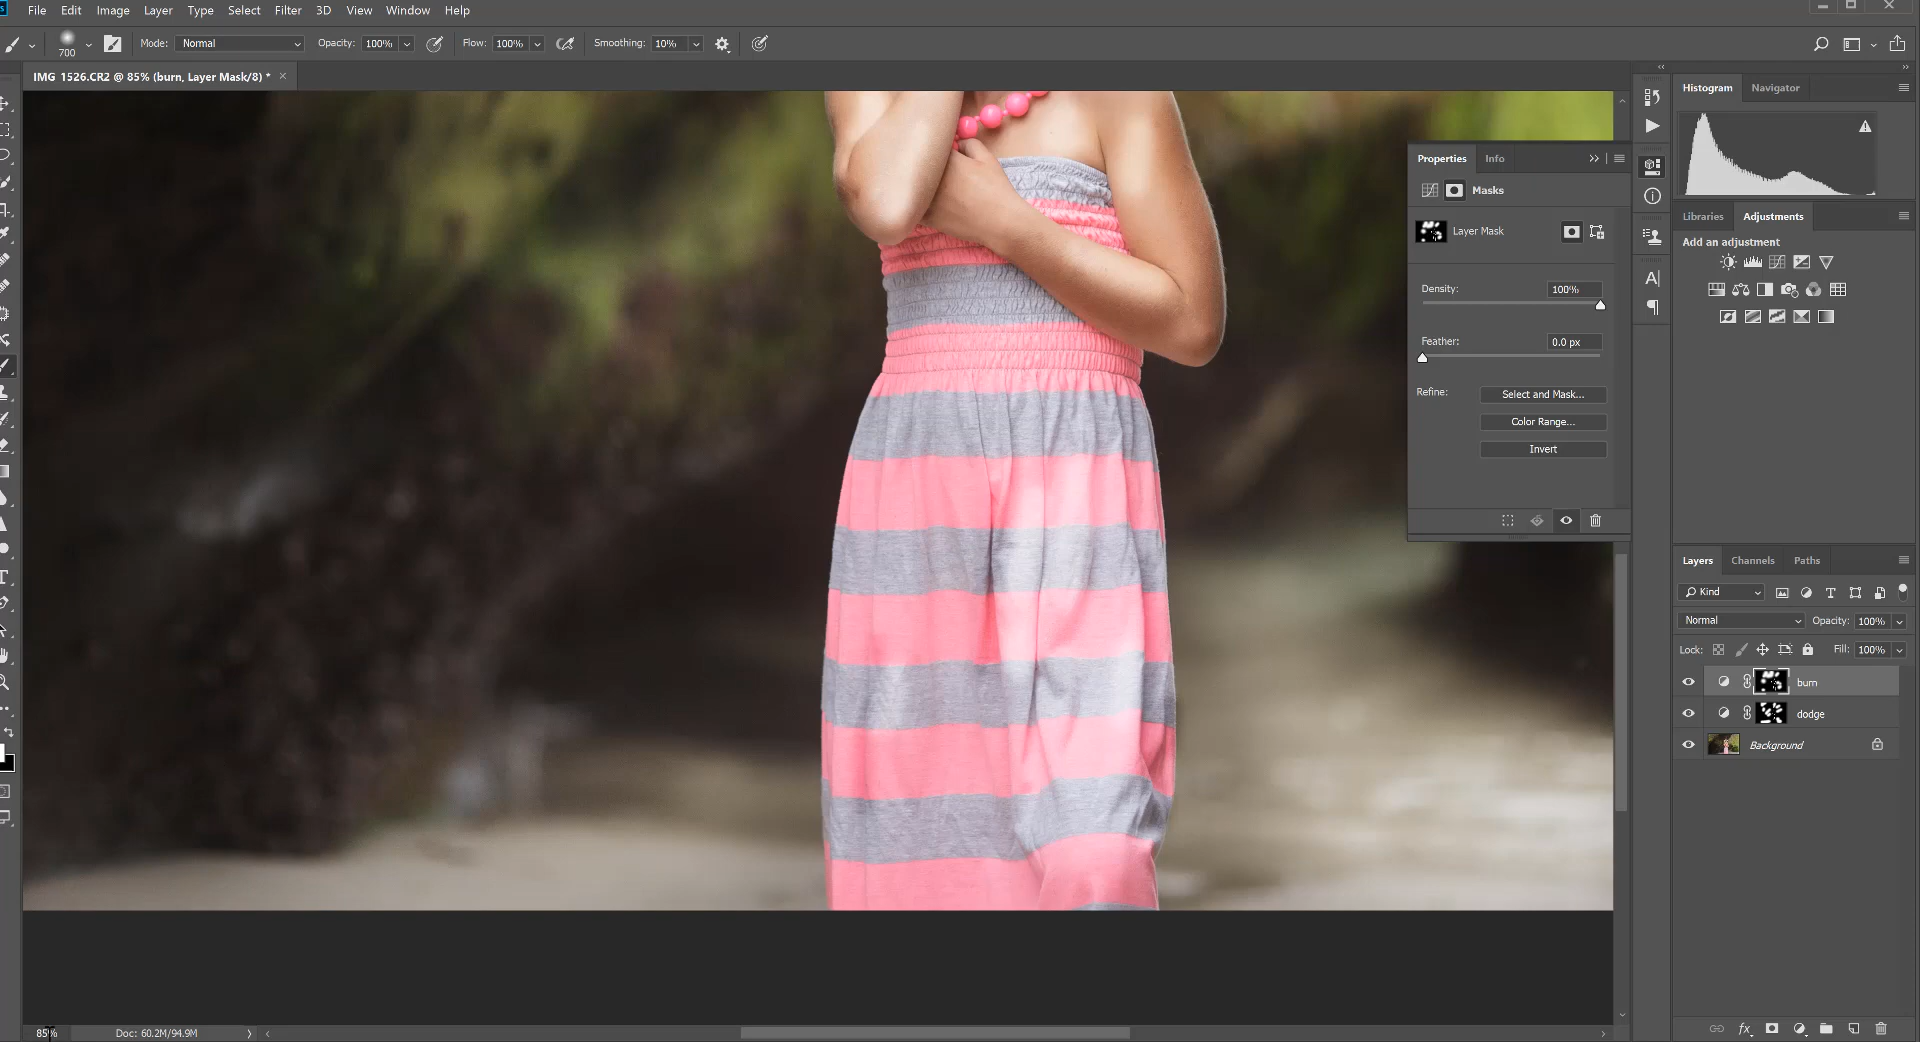 File Edit Image Layer Type Select Filter 3D View Window Help
700 Mode: Normal Opacity: 100% Flow: 100% Smoothing: 10%
IMG 1526.CR2 @ 85% (burn, Layer Mask/8) * ×
Histogram Navigator
Properties Info
Masks
Layer Mask
Density: 100%
Feather: 0.0 px
Refine: Select and Mask...
Color Range...
Invert
Libraries Adjustments
Add an adjustment
Layers Channels Paths
Kind
Normal Opacity: 100%
Lock: Fill: 100%
burn
dodge
Background
85% Doc: 60.2M/94.9M